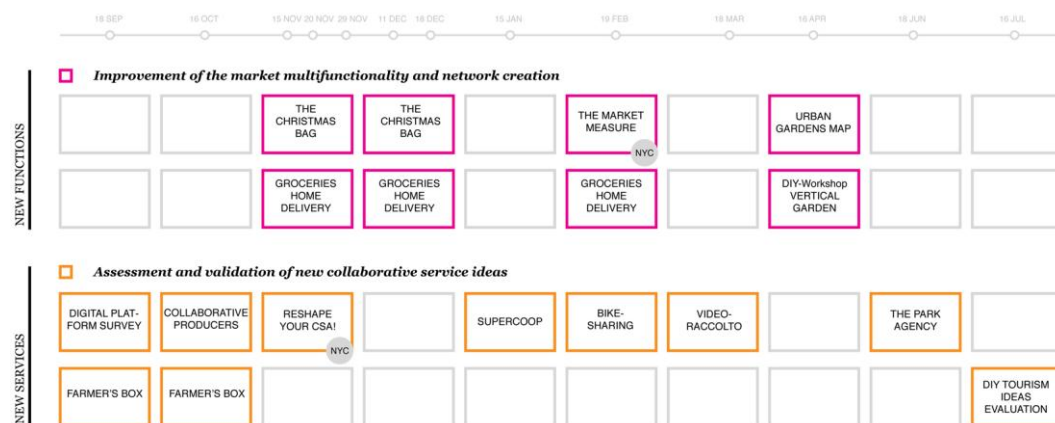 18 SEP 16 OCT 15 NOV 20 NOV 29 NOV 11 DEC 18 DEC 15 JAN 19 FEB 18 MAR 16 APR 18 JUN 16 JUL
Improvement of the market multifunctionality and network creation
NEW FUNCTIONS
THE
CHRISTMAS
BAG
THE
CHRISTMAS
BAG
THE MARKET
MEASURE
NYC
URBAN
GARDENS MAP
GROCERIES
HOME
DELIVERY
GROCERIES
HOME
DELIVERY
GROCERIES
HOME
DELIVERY
DIY-Workshop
VERTICAL
GARDEN
Assessment and validation of new collaborative service ideas
NEW SERVICES
DIGITAL PLAT-
FORM SURVEY
COLLABORATIVE
PRODUCERS
RESHAPE
YOUR CSA!
NYC
SUPERCOOP
BIKE-
SHARING
VIDEO-
RACCOLTO
THE PARK
AGENCY
FARMER'S BOX
FARMER'S BOX
DIY TOURISM
IDEAS
EVALUATION